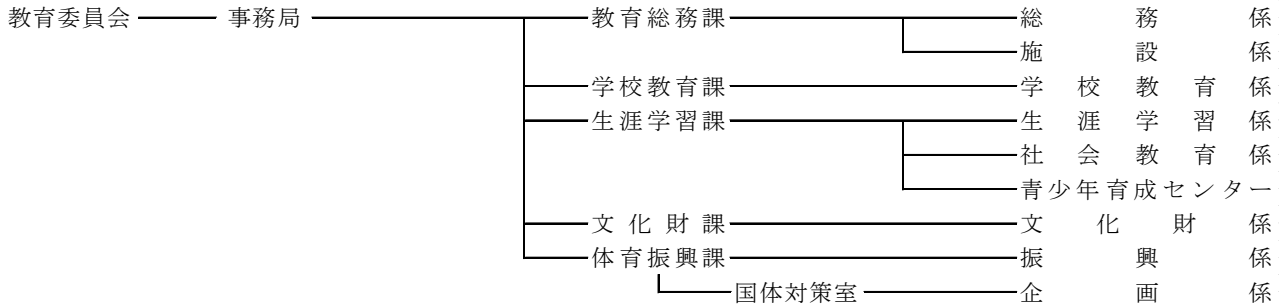 教育委員会 事務局 教育総務課 総務係
施設係
学校教育課 学校教育係
生涯学習課 生涯学習係
社会教育係
青少年育成センター
文化財課 文化財係
体育振興課 振興係
国体対策室 企画係